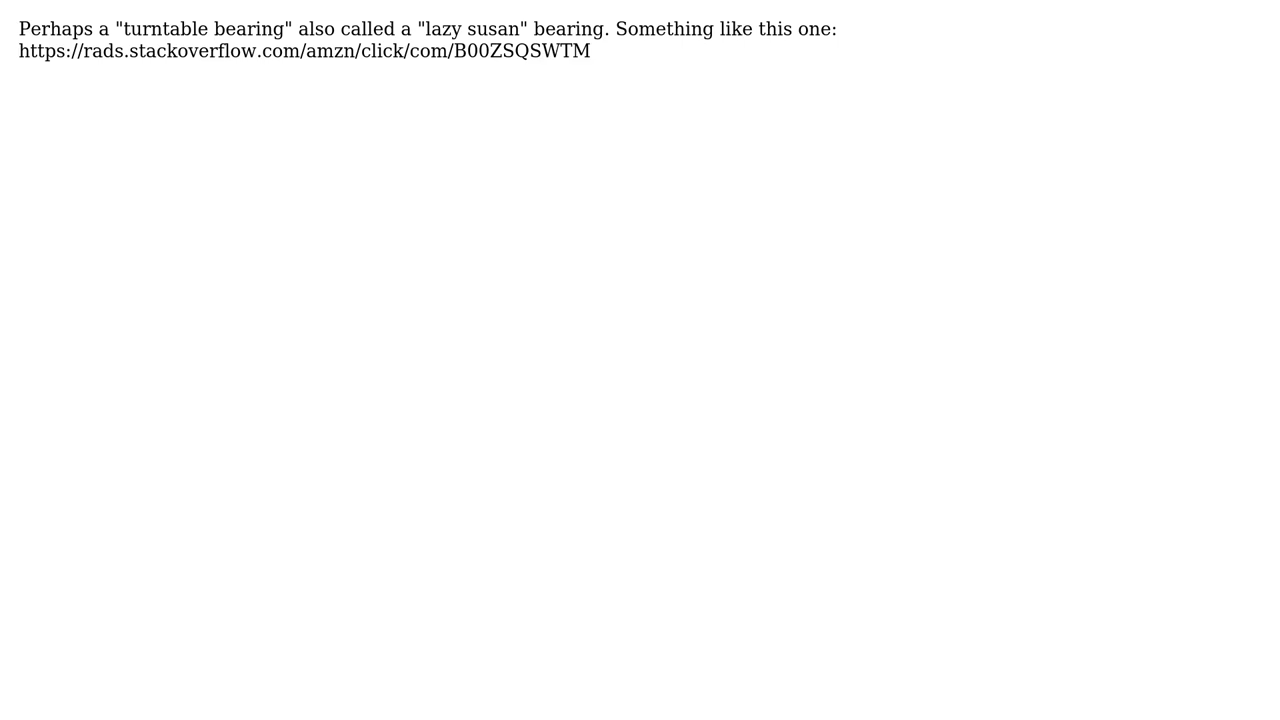 Perhaps a "turntable bearing" also called a "lazy susan" bearing. Something like this one:
https://rads.stackoverflow.com/amzn/click/com/B00ZSQSWTM